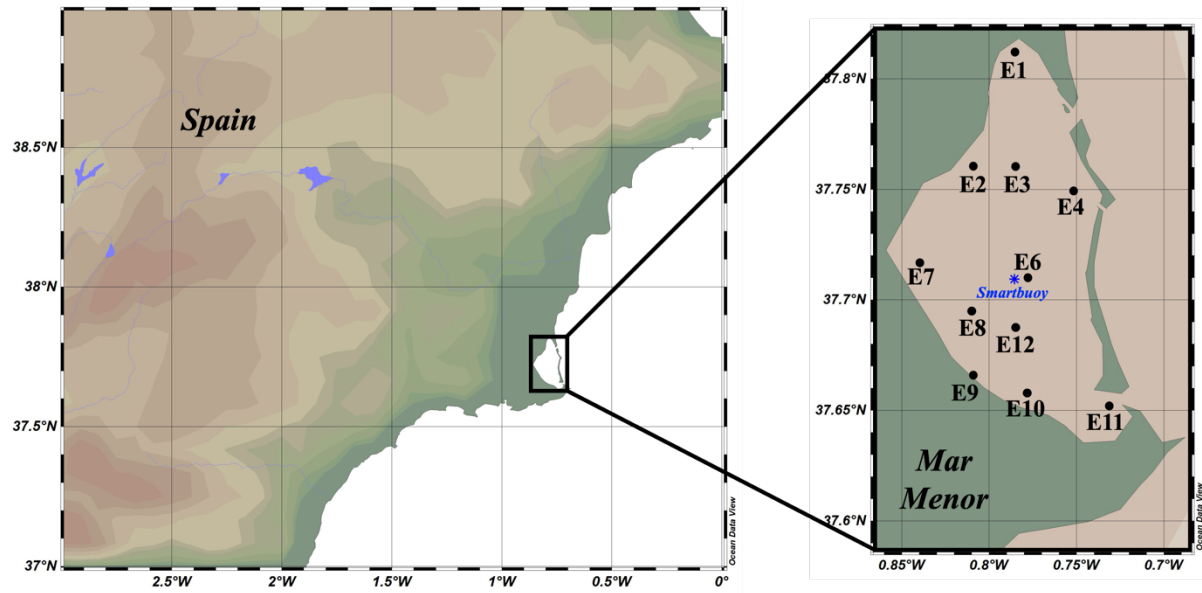 Spain
38.5°N
38°N
37.5°N
37°N
2.5°W
2°W
1.5°W
1°W
0.5°W
0°
Ocean Data View
37.8°N
37.75°N
37.7°N
37.65°N
37.6°N
E1
E2
E3
E4
E6
E7
Smartbuoy
E8
E12
E9
E10
E11
Mar
Menor
0.85°W
0.8°W
0.75°W
0.7°W
Ocean Data View